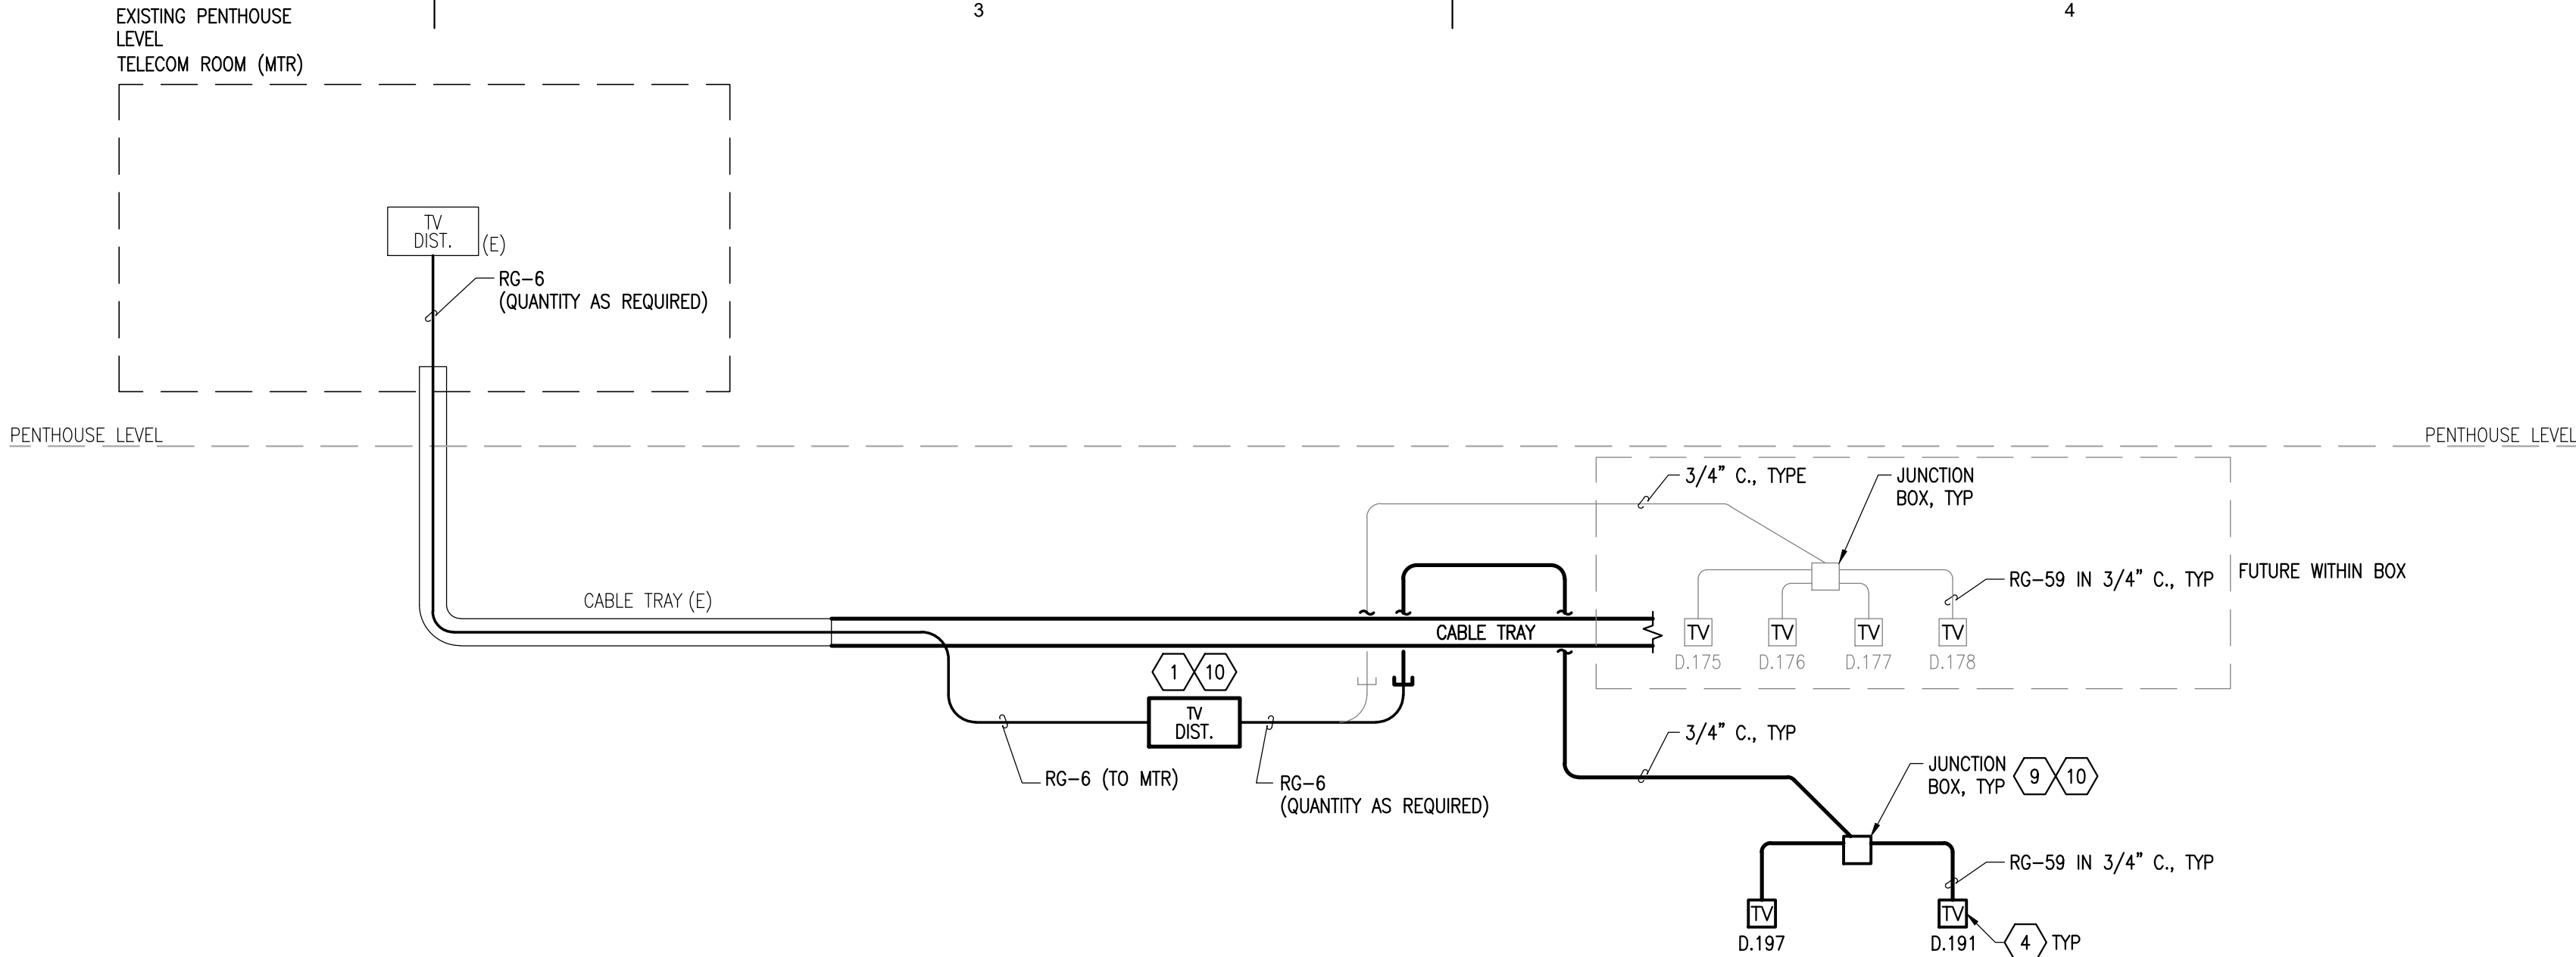 3
4
EXISTING PENTHOUSE
LEVEL
TELECOM ROOM (MTR)
TV
DIST.
(E)
RG-6
(QUANTITY AS REQUIRED)
PENTHOUSE LEVEL
PENTHOUSE LEVEL
3/4" C., TYPE
JUNCTION
BOX, TYP
RG-59 IN 3/4" C., TYP
FUTURE WITHIN BOX
CABLE TRAY (E)
CABLE TRAY
TV
TV
TV
TV
D.175
D.176
D.177
D.178
1
10
TV
DIST.
RG-6 (TO MTR)
RG-6
(QUANTITY AS REQUIRED)
3/4" C., TYP
JUNCTION
BOX, TYP
9
10
RG-59 IN 3/4" C., TYP
TV
TV
D.197
D.191
4
TYP